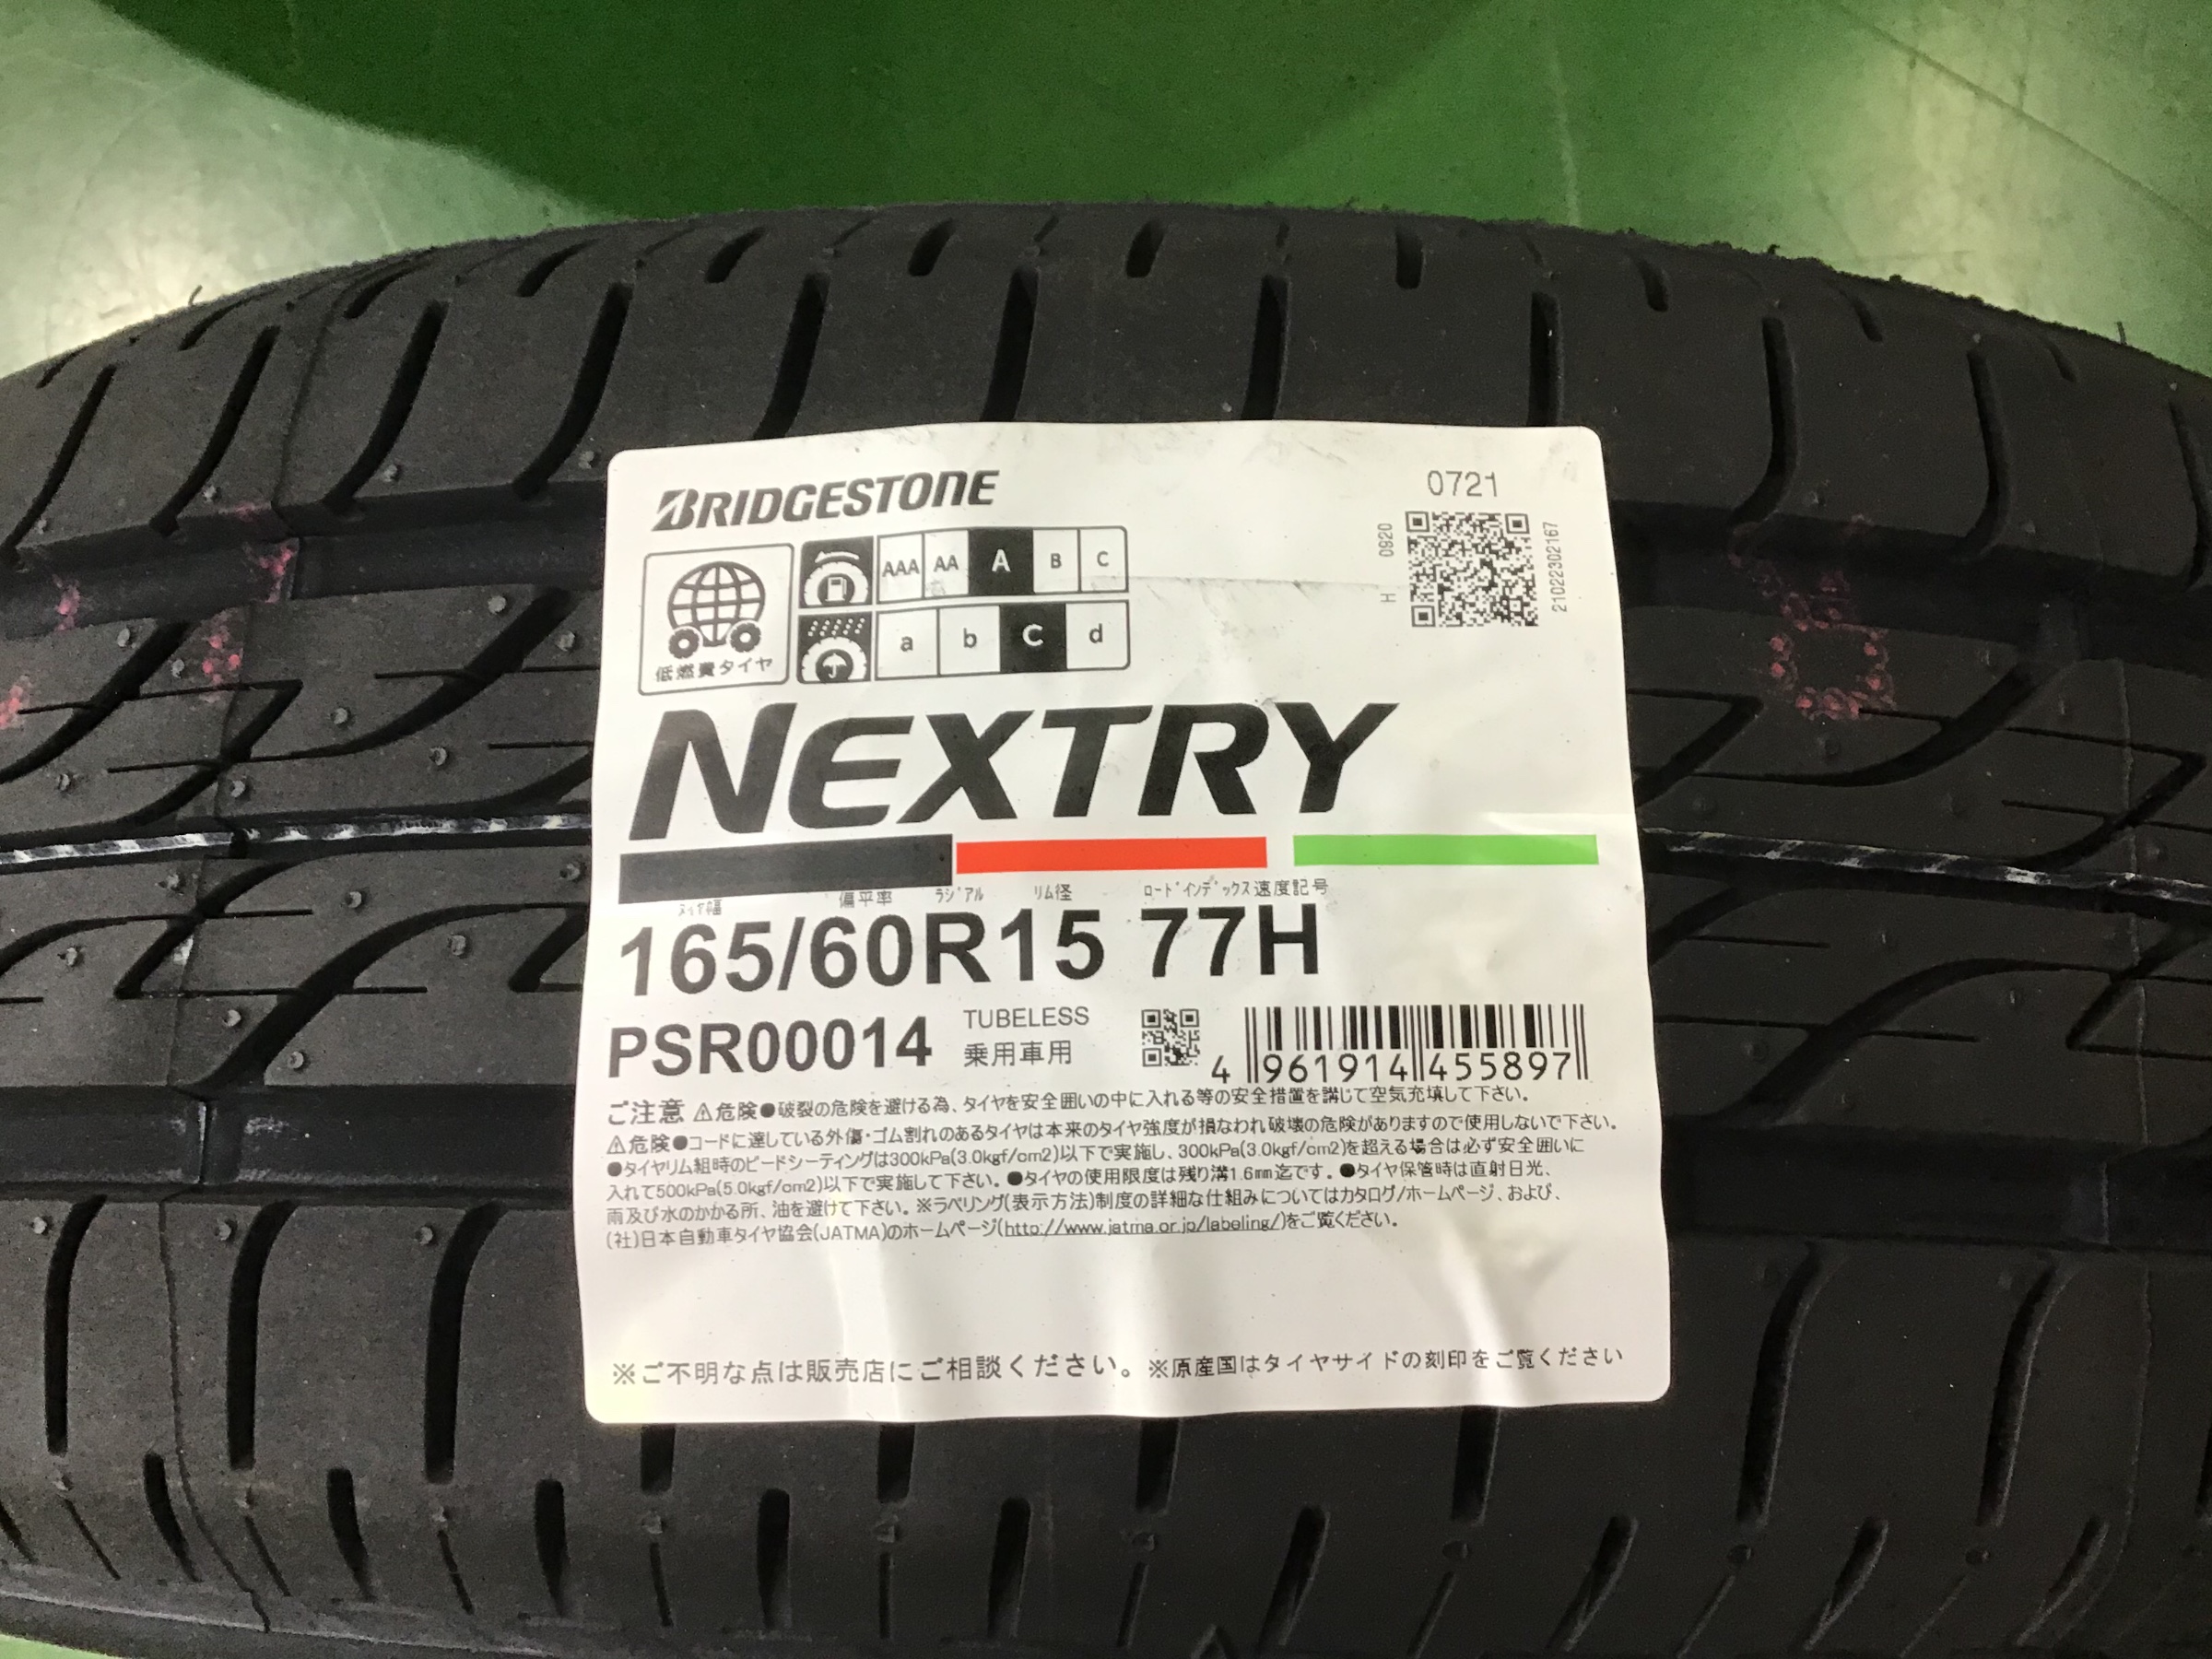 BRIDGESTONE
0721
H 0920
21022302167
AAA AA A B C
a b c d
低燃費タイヤ
NEXTRY
タイヤ幅 偏平率 ラジアル リム径 ロードインデックス 速度記号
165/60R15 77H
PSR00014
TUBELESS
乗用車用
4 961914 455897
ご注意 ⚠危険●破裂の危険を避ける為、タイヤを安全囲いの中に入れる等の安全措置を講じて空気充填して下さい。
⚠危険●コードに達している外傷・ゴム割れのあるタイヤは本来のタイヤ強度が損なわれ破壊の危険がありますので使用しないで下さい。
●タイヤリム組時のビードシーティングは300kPa(3.0kgf/cm2)以下で実施し、300kPa(3.0kgf/cm2)を超える場合は必ず安全囲いに
入れて500kPa(5.0kgf/cm2)以下で実施して下さい。●タイヤの使用限度は残り溝1.6mm迄です。●タイヤ保管時は直射日光、
雨及び水のかかる所、油を避けて下さい。※ラベリング(表示方法)制度の詳細な仕組みについてはカタログ/ホームページ、および、
(社)日本自動車タイヤ協会(JATMA)のホームページ(http://www.jatma.or.jp/labeling/)をご覧ください。
※ご不明な点は販売店にご相談ください。※原産国はタイヤサイドの刻印をご覧ください